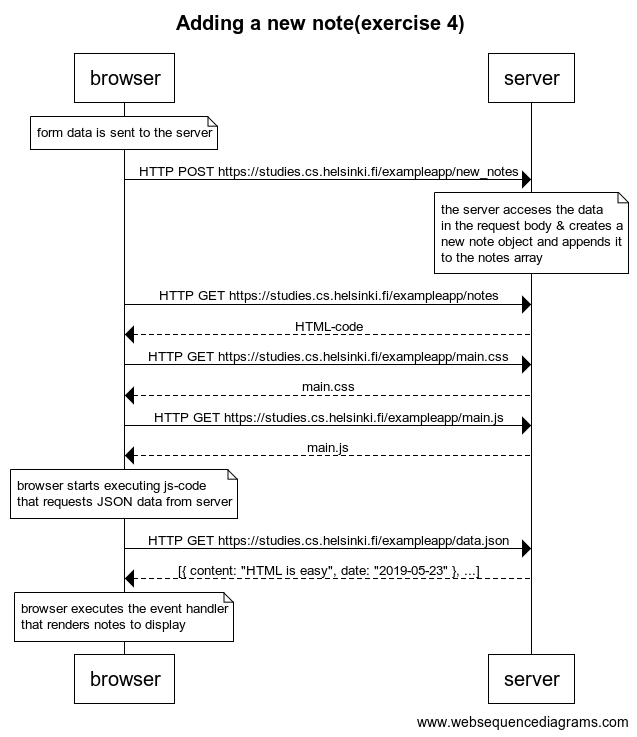 Adding a new note(exercise 4)
browser
server
form data is sent to the server
HTTP POST https://studies.cs.helsinki.fi/exampleapp/new_notes
the server acceses the data
in the request body & creates a
new note object and appends it
to the notes array
HTTP GET https://studies.cs.helsinki.fi/exampleapp/notes
HTML-code
HTTP GET https://studies.cs.helsinki.fi/exampleapp/main.css
main.css
HTTP GET https://studies.cs.helsinki.fi/exampleapp/main.js
main.js
browser starts executing js-code
that requests JSON data from server
HTTP GET https://studies.cs.helsinki.fi/exampleapp/data.json
[{ content: "HTML is easy", date: "2019-05-23" }, ...]
browser executes the event handler
that renders notes to display
browser
server
www.websequencediagrams.com